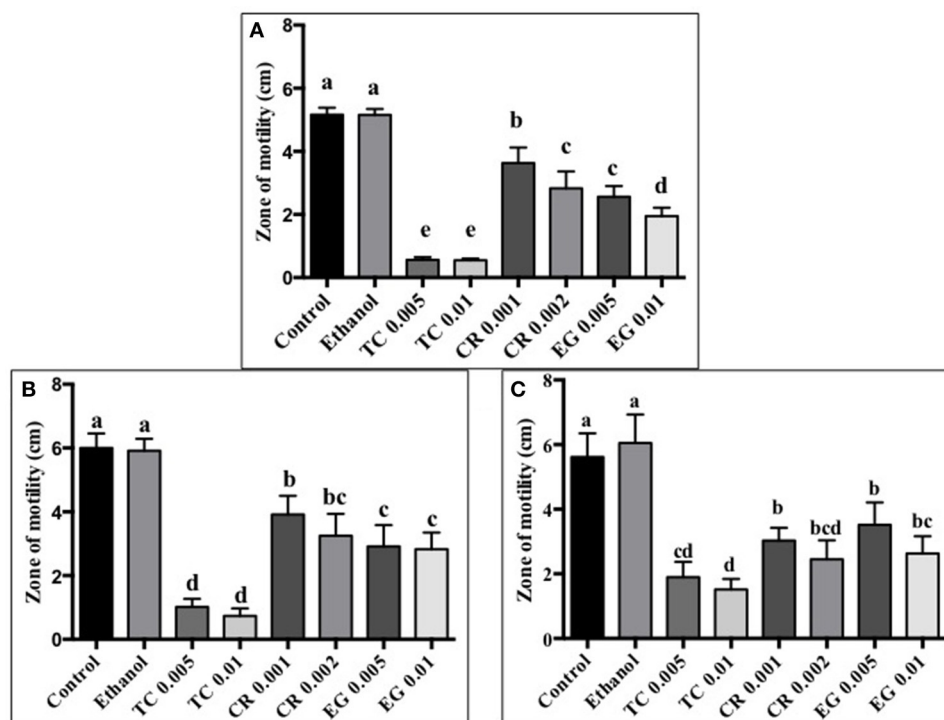 A
Zone of motility (cm)
8
6
4
2
0
a a e e b c c d
Control Ethanol TC 0.005 TC 0.01 CR 0.001 CR 0.002 EG 0.005 EG 0.01
B
Zone of motility (cm)
8
6
4
2
0
a a d d b bc c c
Control Ethanol TC 0.005 TC 0.01 CR 0.001 CR 0.002 EG 0.005 EG 0.01
C
Zone of motility (cm)
8
6
4
2
0
a a cd d b bcd b bc
Control Ethanol TC 0.005 TC 0.01 CR 0.001 CR 0.002 EG 0.005 EG 0.01